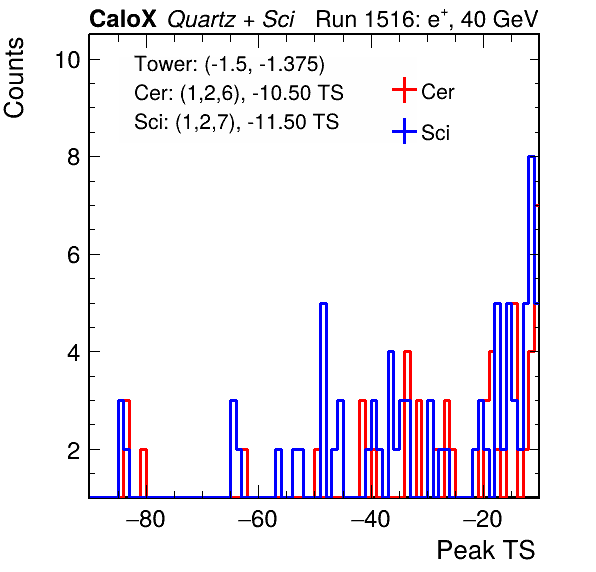 CaloX Quartz + Sci Run 1516: e⁺, 40 GeV
Counts
Tower: (-1.5, -1.375)
Cer: (1,2,6), -10.50 TS
Sci: (1,2,7), -11.50 TS
Cer
Sci
10
8
6
4
2
−80 −60 −40 −20
Peak TS